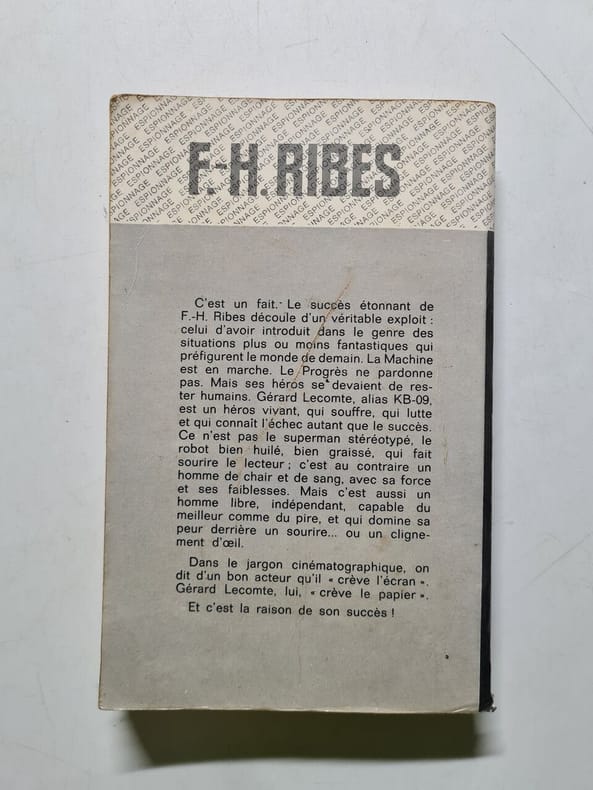 ESPIONNAGE ESPIONNAGE ESPIONNAGE ESPIONNAGE
F.-H. RIBES
C'est un fait. Le succès étonnant de
F.-H. Ribes découle d'un véritable exploit :
celui d'avoir introduit dans le genre des
situations plus ou moins fantastiques qui
préfigurent le monde de demain. La Machine
est en marche. Le Progrès ne pardonne
pas. Mais ses héros se devaient de res-
ter humains. Gérard Lecomte, alias KB-09,
est un héros vivant, qui souffre, qui lutte
et qui connaît l'échec autant que le succès.
Ce n'est pas le superman stéréotypé, le
robot bien huilé, bien graissé, qui fait
sourire le lecteur ; c'est au contraire un
homme de chair et de sang, avec sa force
et ses faiblesses. Mais c'est aussi un
homme libre, indépendant, capable du
meilleur comme du pire, et qui domine sa
peur derrière un sourire... ou un cligne-
ment d'œil.
Dans le jargon cinématographique, on
dit d'un bon acteur qu'il « crève l'écran ».
Gérard Lecomte, lui, « crève le papier ».
Et c'est la raison de son succès !